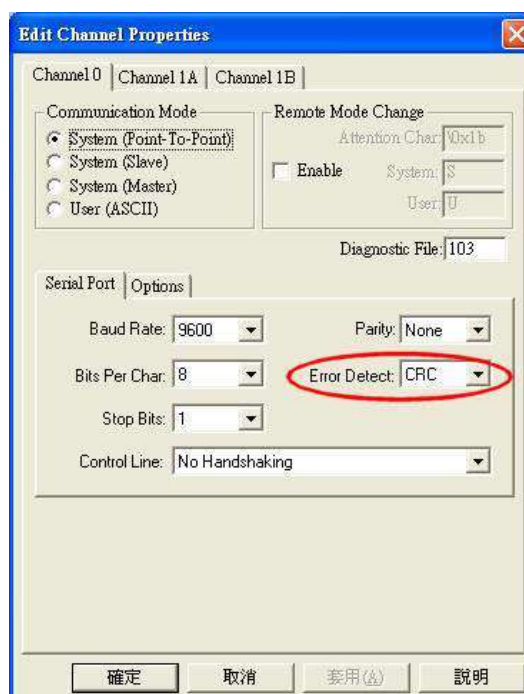 Edit Channel Properties
Channel 0 Channel 1A Channel 1B
Communication Mode
System (Point-To-Point)
System (Slave)
System (Master)
User (ASCII)
Remote Mode Change
Attention Char: \0x1b
Enable
System: S
User: U
Diagnostic File: 103
Serial Port Options
Baud Rate: 9600
Parity: None
Bits Per Char: 8
Error Detect: CRC
Stop Bits: 1
Control Line: No Handshaking
確定 取消 套用(A) 說明